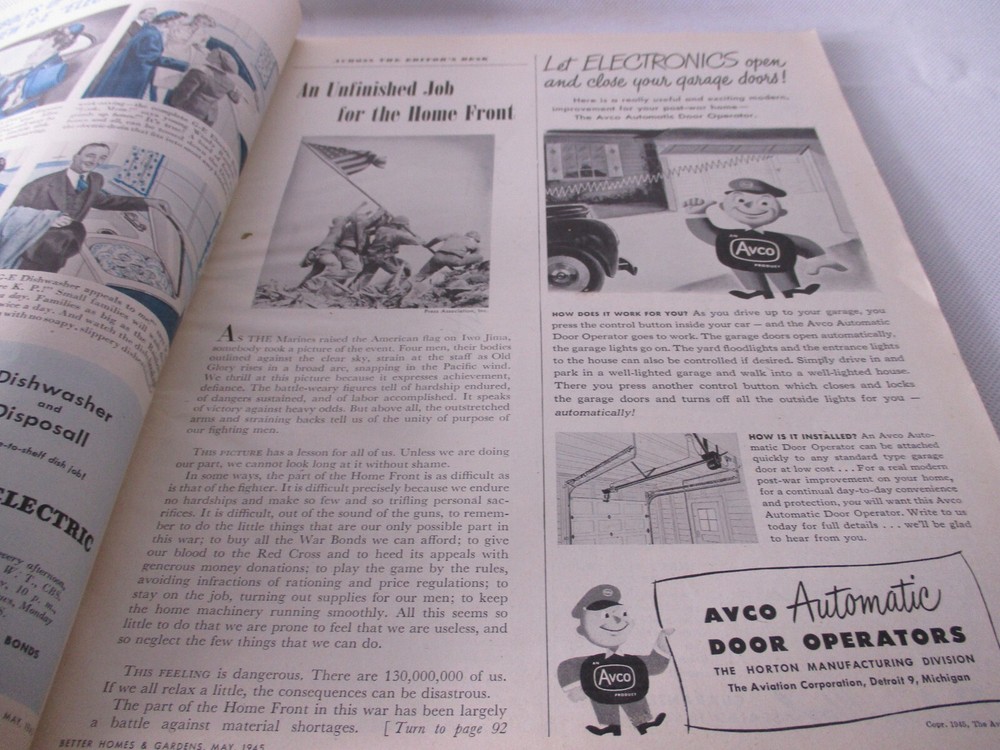 Dishwasher
and
Disposall
ELECTRIC
BONDS
ACROSS THE EDITOR'S DESK
An Unfinished Job
for the Home Front
Press Association, Inc.
AS THE Marines raised the American flag on Iwo Jima,
somebody took a picture of the event. Four men, their bodies
outlined against the clear sky, strain at the staff as Old
Glory rises in a broad arc, snapping in the Pacific wind.
We thrill at this picture because it expresses achievement,
defiance. The battle-weary figures tell of hardship endured,
of dangers sustained, and of labor accomplished. It speaks
of victory against heavy odds. But above all, the outstretched
arms and straining backs tell us of the unity of purpose of
our fighting men.
THIS PICTURE has a lesson for all of us. Unless we are doing
our part, we cannot look long at it without shame.
In some ways, the part of the Home Front is as difficult as
is that of the fighter. It is difficult precisely because we endure
no hardships and make so few and so trifling personal sac-
rifices. It is difficult, out of the sound of the guns, to remem-
ber to do the little things that are our only possible part in
this war; to buy all the War Bonds we can afford; to give
our blood to the Red Cross and to heed its appeals with
generous money donations; to play the game by the rules,
avoiding infractions of rationing and price regulations; to
stay on the job, turning out supplies for our men; to keep
the home machinery running smoothly. All this seems so
little to do that we are prone to feel that we are useless, and
so neglect the few things that we can do.
THIS FEELING is dangerous. There are 130,000,000 of us.
If we all relax a little, the consequences can be disastrous.
The part of the Home Front in this war has been largely
a battle against material shortages. [ Turn to page 92
BETTER HOMES & GARDENS, MAY, 1945
Let ELECTRONICS open
and close your garage doors!
Here is a really useful and exciting modern,
improvement for your post-war home—
The Avco Automatic Door Operator.
AN
Avco
PRODUCT
HOW DOES IT WORK FOR YOU? As you drive up to your garage, you
press the control button inside your car — and the Avco Automatic
Door Operator goes to work. The garage doors open automatically,
the garage lights go on. The yard floodlights and the entrance lights
to the house can also be controlled if desired. Simply drive in and
park in a well-lighted garage and walk into a well-lighted house.
There you press another control button which closes and locks
the garage doors and turns off all the outside lights for you —
automatically!
HOW IS IT INSTALLED? An Avco Auto-
matic Door Operator can be attached
quickly to any standard type garage
door at low cost . . . For a real modern
post-war improvement on your home,
for a continual day-to-day convenience
and protection, you will want this Avco
Automatic Door Operator. Write to us
today for full details . . . we'll be glad
to hear from you.
AN
Avco
PRODUCT
AVCO Automatic
DOOR OPERATORS
THE HORTON MANUFACTURING DIVISION
The Aviation Corporation, Detroit 9, Michigan
Copr. 1945, The Av